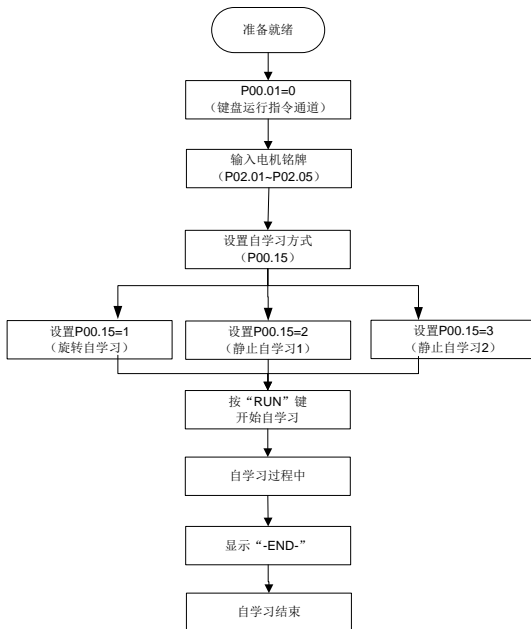 准备就绪
P00.01=0
（键盘运行指令通道）
输入电机铭牌
（P02.01~P02.05）
设置自学习方式
（P00.15）
设置P00.15=1
（旋转自学习）
设置P00.15=2
（静止自学习1）
设置P00.15=3
（静止自学习2）
按“RUN”键
开始自学习
自学习过程中
显示“-END-”
自学习结束